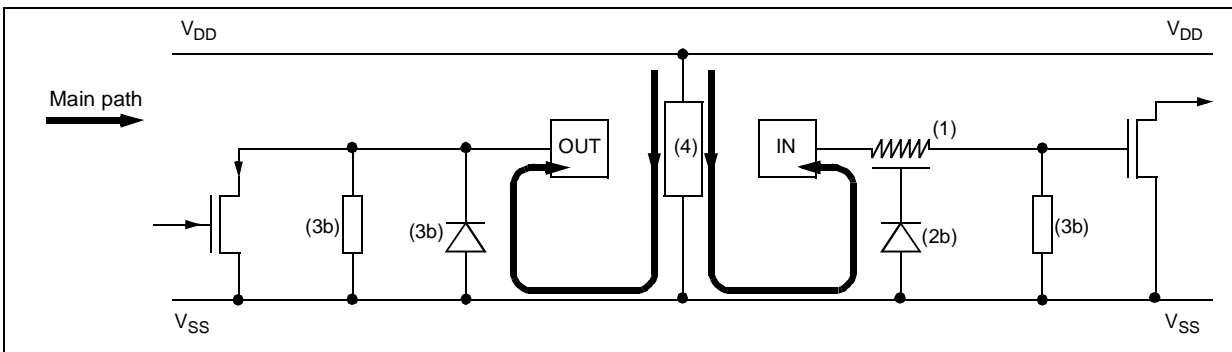 V_DD V_DD
Main path
OUT (4) IN (1)
(3b) (3b) (2b) (3b)
V_SS V_SS